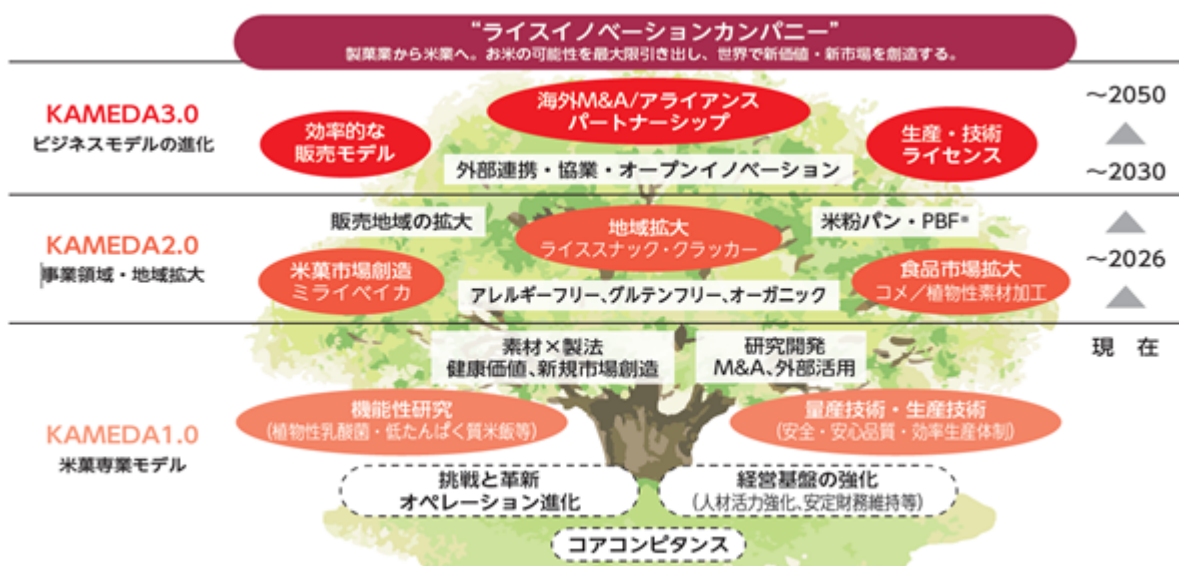 “ライスイノベーションカンパニー”
製菓業から米業へ。お米の可能性を最大限引き出し、世界で新価値・新市場を創造する。
KAMEDA3.0
ビジネスモデルの進化
効率的な
販売モデル
海外M&A/アライアンス
パートナーシップ
生産・技術
ライセンス
外部連携・協業・オープンイノベーション
～2050
～2030
KAMEDA2.0
事業領域・地域拡大
販売地域の拡大
地域拡大
ライススナック・クラッカー
米粉パン・PBF※
米菓市場創造
ミライベイカ
食品市場拡大
コメ／植物性素材加工
アレルギーフリー、グルテンフリー、オーガニック
～2026
KAMEDA1.0
米菓専業モデル
素材×製法
健康価値、新規市場創造
研究開発
M&A、外部活用
現 在
機能性研究
(植物性乳酸菌・低たんぱく質米飯等)
量産技術・生産技術
(安全・安心品質・効率生産体制)
挑戦と革新
オペレーション進化
経営基盤の強化
(人材活力強化、安定財務維持等)
コアコンピタンス